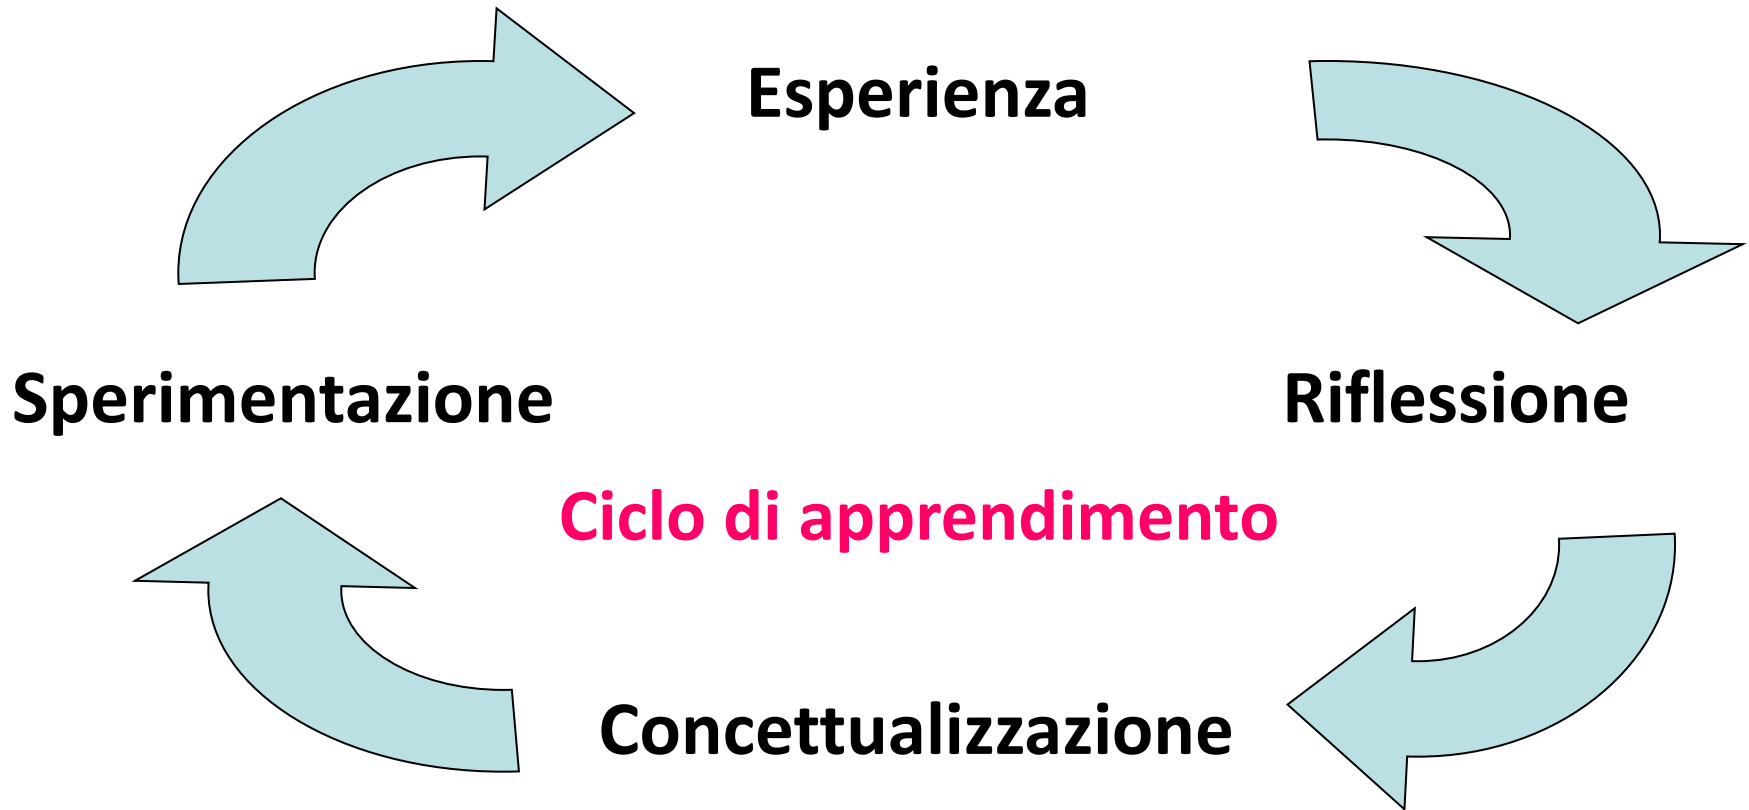 Esperienza
Sperimentazione
Riflessione
Ciclo di apprendimento
Concettualizzazione